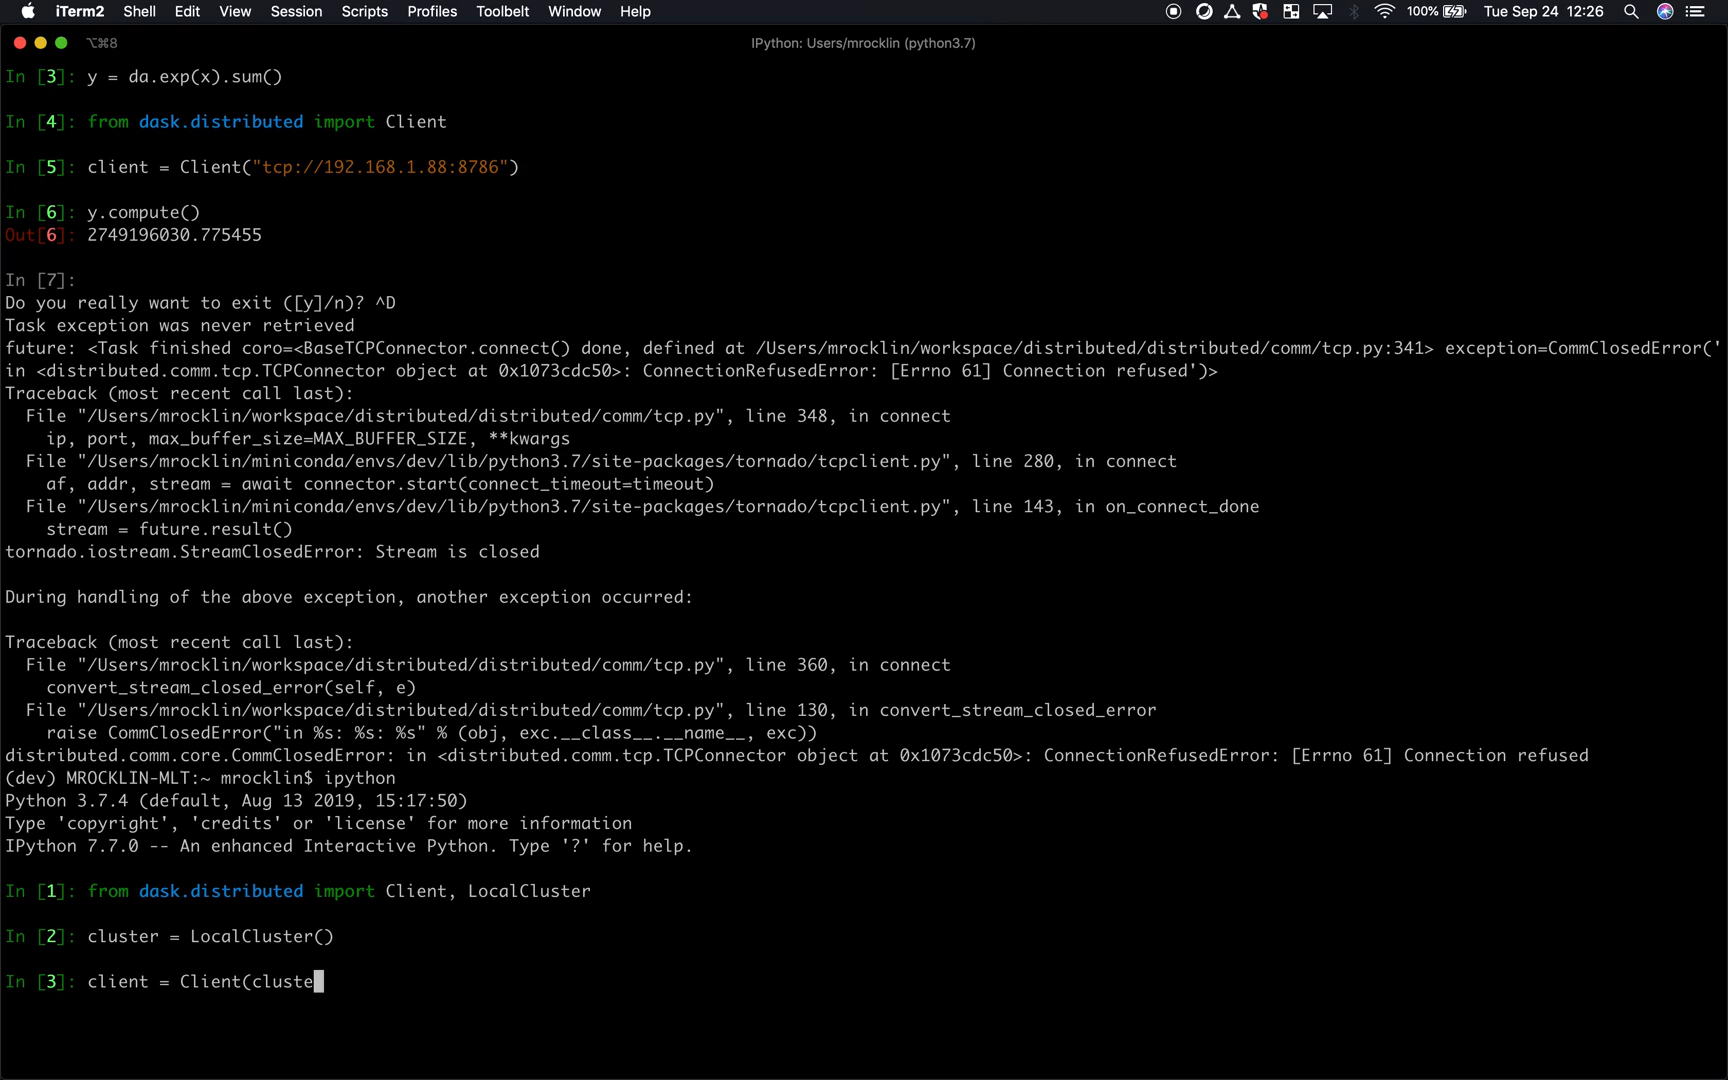 iTerm2 Shell Edit View Session Scripts Profiles Toolbelt Window Help 100% Tue Sep 24 12:26
⌥⌘8 IPython: Users/mrocklin (python3.7)
In [3]: y = da.exp(x).sum()
In [4]: from dask.distributed import Client
In [5]: client = Client("tcp://192.168.1.88:8786")
In [6]: y.compute()
Out[6]: 2749196030.775455
In [7]:
Do you really want to exit ([y]/n)? ^D
Task exception was never retrieved
future: <Task finished coro=<BaseTCPConnector.connect() done, defined at /Users/mrocklin/workspace/distributed/distributed/comm/tcp.py:341> exception=CommClosedError('
in <distributed.comm.tcp.TCPConnector object at 0x1073cdc50>: ConnectionRefusedError: [Errno 61] Connection refused')>
Traceback (most recent call last):
  File "/Users/mrocklin/workspace/distributed/distributed/comm/tcp.py", line 348, in connect
    ip, port, max_buffer_size=MAX_BUFFER_SIZE, **kwargs
  File "/Users/mrocklin/miniconda/envs/dev/lib/python3.7/site-packages/tornado/tcpclient.py", line 280, in connect
    af, addr, stream = await connector.start(connect_timeout=timeout)
  File "/Users/mrocklin/miniconda/envs/dev/lib/python3.7/site-packages/tornado/tcpclient.py", line 143, in on_connect_done
    stream = future.result()
tornado.iostream.StreamClosedError: Stream is closed
During handling of the above exception, another exception occurred:
Traceback (most recent call last):
  File "/Users/mrocklin/workspace/distributed/distributed/comm/tcp.py", line 360, in connect
    convert_stream_closed_error(self, e)
  File "/Users/mrocklin/workspace/distributed/distributed/comm/tcp.py", line 130, in convert_stream_closed_error
    raise CommClosedError("in %s: %s: %s" % (obj, exc.__class__.__name__, exc))
distributed.comm.core.CommClosedError: in <distributed.comm.tcp.TCPConnector object at 0x1073cdc50>: ConnectionRefusedError: [Errno 61] Connection refused
(dev) MROCKLIN-MLT:~ mrocklin$ ipython
Python 3.7.4 (default, Aug 13 2019, 15:17:50)
Type 'copyright', 'credits' or 'license' for more information
IPython 7.7.0 -- An enhanced Interactive Python. Type '?' for help.
In [1]: from dask.distributed import Client, LocalCluster
In [2]: cluster = LocalCluster()
In [3]: client = Client(cluste